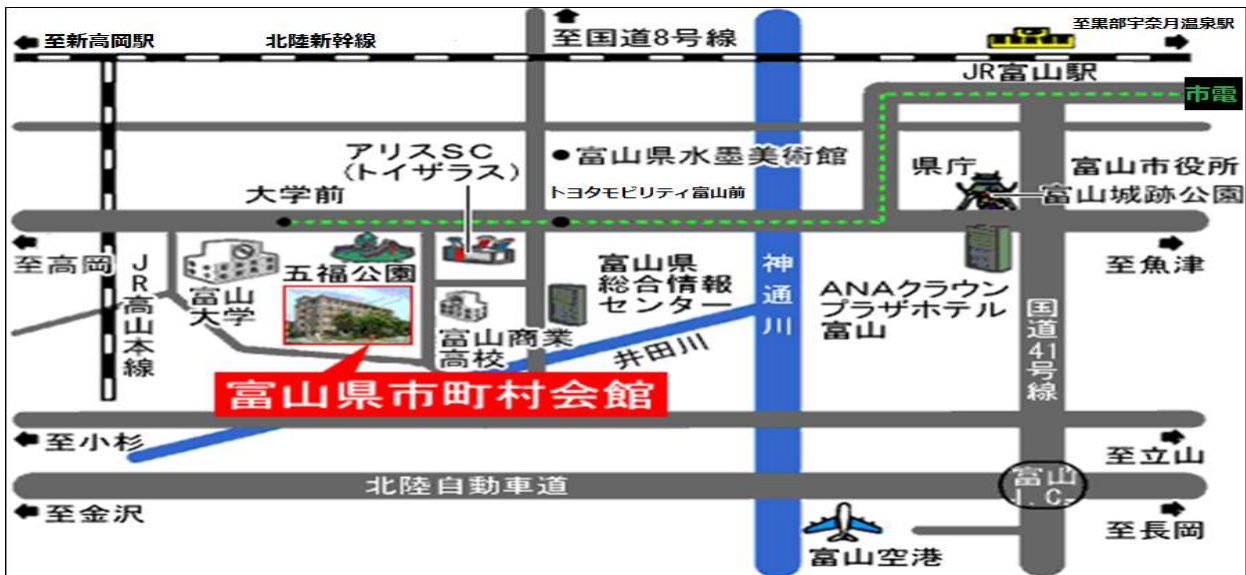 至新高岡駅
北陸新幹線
至国道8号線
至黒部宇奈月温泉駅
JR富山駅
市電
アリスSC
(トイザラス)
富山県水墨美術館
県庁
富山市役所
大学前
トヨタモビリティ富山前
富山城跡公園
至高岡
JR高山本線
富山
大学
五福公園
富山県
総合情報
センター
神通川
ANAクラウン
プラザホテル
富山
至魚津
国道41号線
富山商業
高校
井田川
富山県市町村会館
至小杉
至立山
北陸自動車道
富山
I.C.
至金沢
至長岡
富山空港